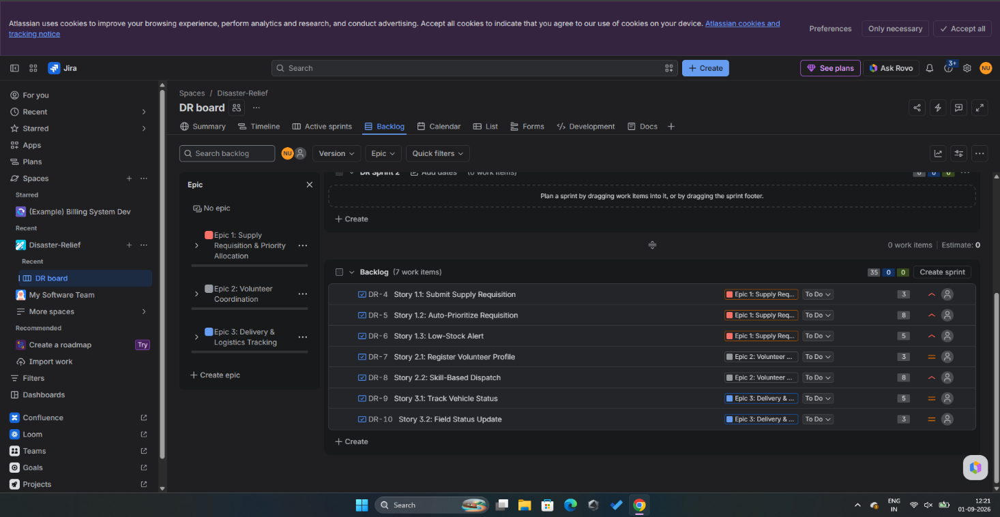 Atlassian uses cookies to improve your browsing experience, perform analytics and research, and conduct advertising. Accept all cookies to indicate that you agree to our use of cookies on your device. Atlassian cookies and
tracking notice
Preferences
Only necessary
Accept all
Jira
Search
Create
See plans
Ask Rovo
3+
NU
For you
Recent
Starred
Apps
Plans
Spaces
Starred
(Example) Billing System Dev
Recent
Disaster-Relief
Recent
DR board
My Software Team
More spaces
Recommended
Create a roadmap
Try
Import work
Filters
Dashboards
Confluence
Loom
Teams
Goals
Projects
Spaces / Disaster-Relief
DR board
Summary
Timeline
Active sprints
Backlog
Calendar
List
Forms
Development
Docs
Search backlog
NU
Version
Epic
Quick filters
Epic
No epic
Epic 1: Supply
Requisition & Priority
Allocation
Epic 2: Volunteer
Coordination
Epic 3: Delivery &
Logistics Tracking
Create epic
DR Sprint 2 Add dates (0 work items) 0 0 0
Plan a sprint by dragging work items into it, or by dragging the sprint footer.
Create
0 work items Estimate: 0
Backlog (7 work items) 35 0 0 Create sprint
DR-4 Story 1.1: Submit Supply Requisition Epic 1: Supply Req... To Do 3
DR-5 Story 1.2: Auto-Prioritize Requisition Epic 1: Supply Req... To Do 8
DR-6 Story 1.3: Low-Stock Alert Epic 1: Supply Req... To Do 5
DR-7 Story 2.1: Register Volunteer Profile Epic 2: Volunteer ... To Do 3
DR-8 Story 2.2: Skill-Based Dispatch Epic 2: Volunteer ... To Do 8
DR-9 Story 3.1: Track Vehicle Status Epic 3: Delivery & ... To Do 5
DR-10 Story 3.2: Field Status Update Epic 3: Delivery & ... To Do 3
Create
Search
ENG
IN
12:21
01-09-2026